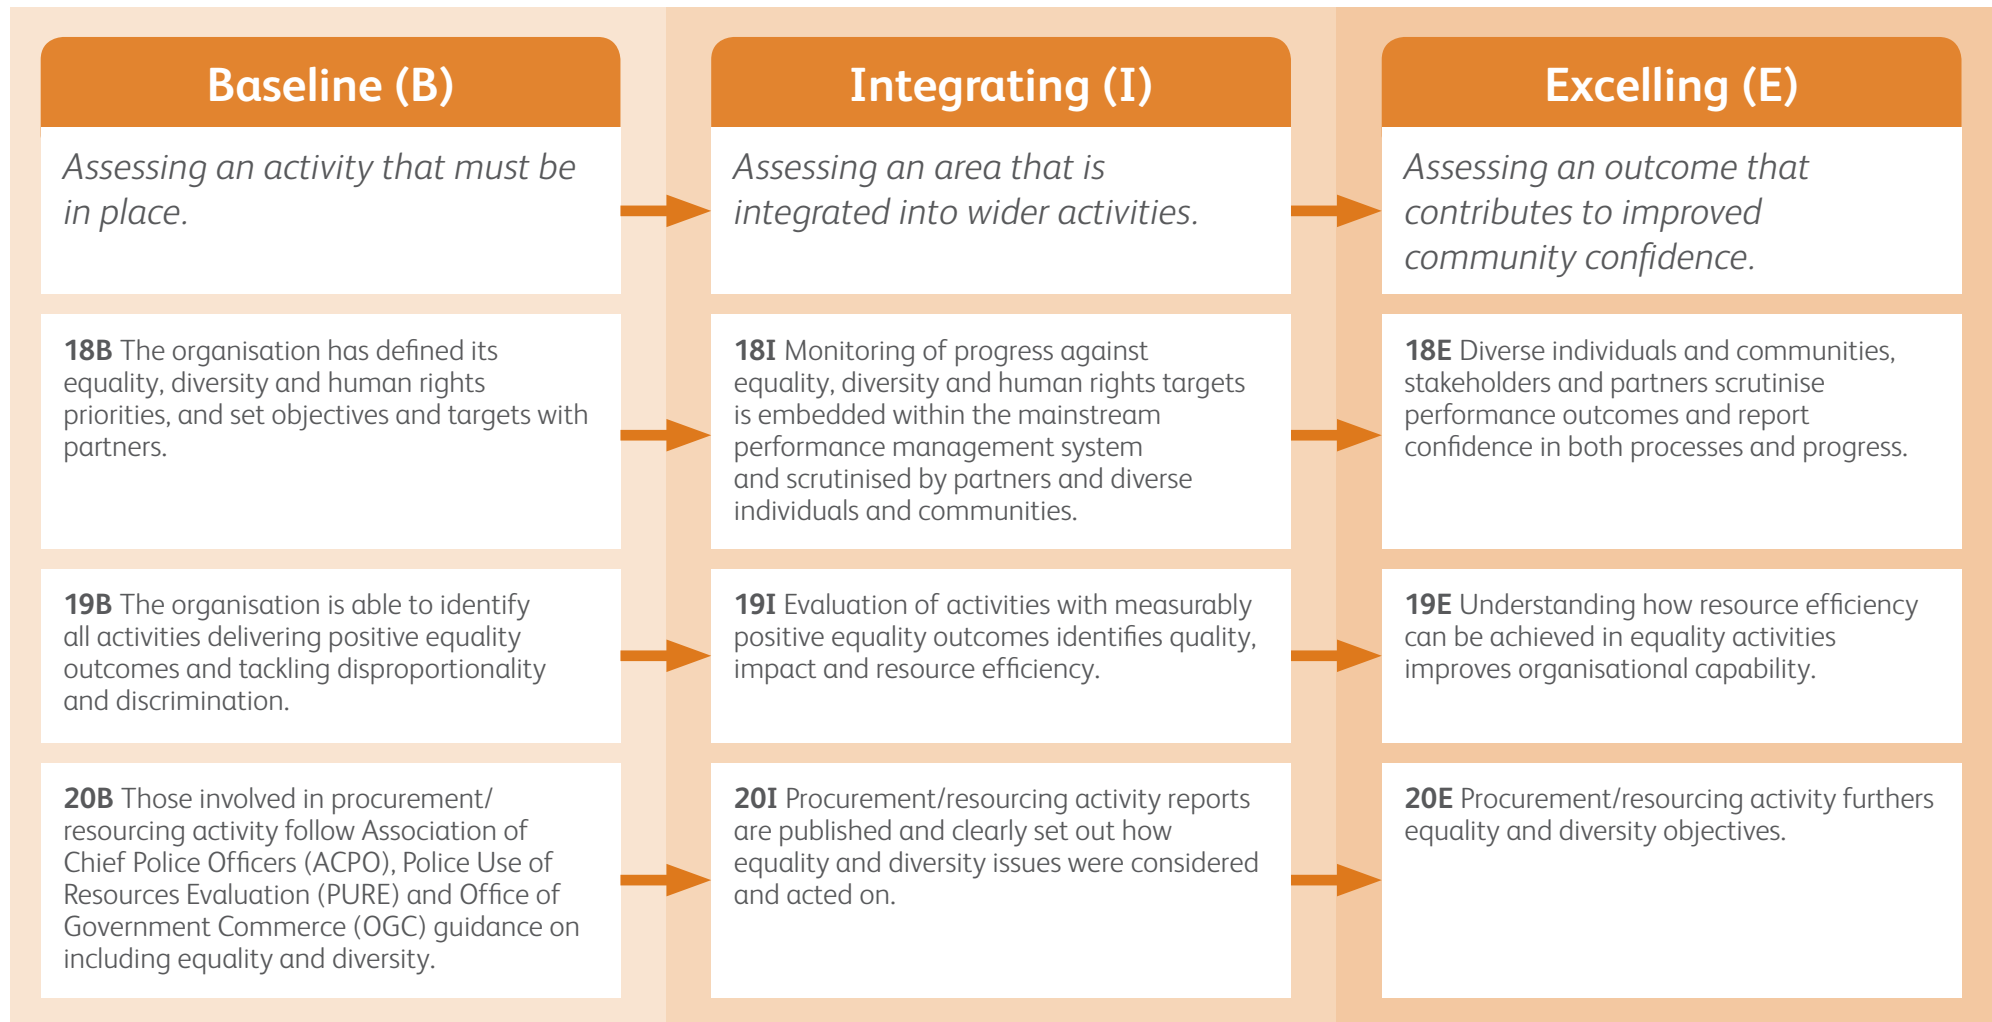 Baseline (B)
Assessing an activity that must be
in place.
Integrating (I)
Assessing an area that is
integrated into wider activities.
Excelling (E)
Assessing an outcome that
contributes to improved
community confidence.
18B The organisation has defined its
equality, diversity and human rights
priorities, and set objectives and targets with
partners.
18I Monitoring of progress against
equality, diversity and human rights targets
is embedded within the mainstream
performance management system
and scrutinised by partners and diverse
individuals and communities.
18E Diverse individuals and communities,
stakeholders and partners scrutinise
performance outcomes and report
confidence in both processes and progress.
19B The organisation is able to identify
all activities delivering positive equality
outcomes and tackling disproportionality
and discrimination.
19I Evaluation of activities with measurably
positive equality outcomes identifies quality,
impact and resource efficiency.
19E Understanding how resource efficiency
can be achieved in equality activities
improves organisational capability.
20B Those involved in procurement/
resourcing activity follow Association of
Chief Police Officers (ACPO), Police Use of
Resources Evaluation (PURE) and Office of
Government Commerce (OGC) guidance on
including equality and diversity.
20I Procurement/resourcing activity reports
are published and clearly set out how
equality and diversity issues were considered
and acted on.
20E Procurement/resourcing activity furthers
equality and diversity objectives.